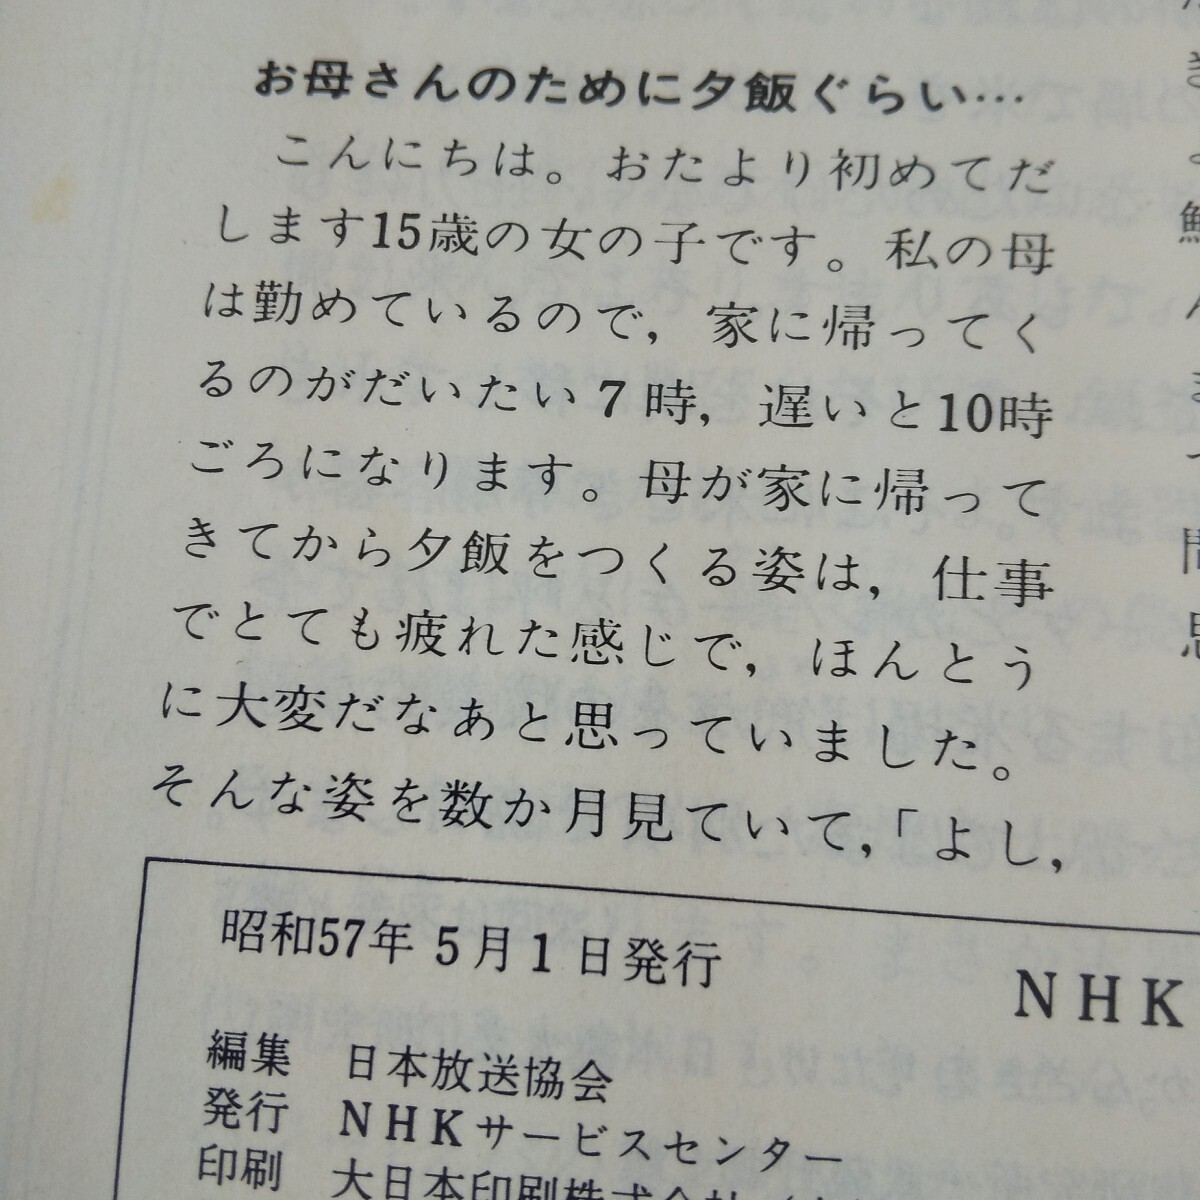 お母さんのために夕飯ぐらい…
こんにちは。おたより初めてだ
します15歳の女の子です。私の母
は勤めているので，家に帰ってく
るのがだいたい7時，遅いと10時
ごろになります。母が家に帰って
きてから夕飯をつくる姿は，仕事
でとても疲れた感じで，ほんとう
に大変だなあと思っていました。
そんな姿を数か月見ていて，「よし，
昭和57年5月1日発行
NHK
編集 日本放送協会
発行 NHKサービスセンター
印刷 大日本印刷株式会社